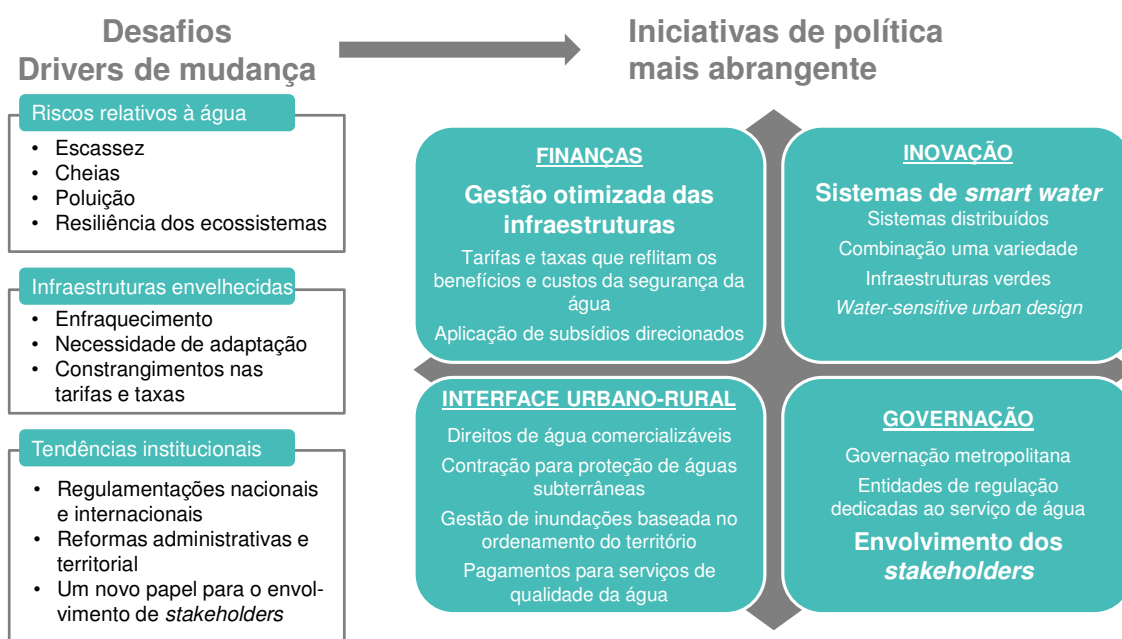 Desafios
Drivers de mudança
Iniciativas de política
mais abrangente
Riscos relativos à água
• Escassez
• Cheias
• Poluição
• Resiliência dos ecossistemas
Infraestruturas envelhecidas
• Enfraquecimento
• Necessidade de adaptação
• Constrangimentos nas
tarifas e taxas
Tendências institucionais
• Regulamentações nacionais
e internacionais
• Reformas administrativas e
territorial
• Um novo papel para o envol-
vimento de stakeholders
FINANÇAS
Gestão otimizada das
infraestruturas
Tarifas e taxas que reflitam os
benefícios e custos da segurança da
água
Aplicação de subsídios direcionados
INOVAÇÃO
Sistemas de smart water
Sistemas distribuídos
Combinação uma variedade
Infraestruturas verdes
Water-sensitive urban design
INTERFACE URBANO-RURAL
Direitos de água comercializáveis
Contração para proteção de águas
subterrâneas
Gestão de inundações baseada no
ordenamento do território
Pagamentos para serviços de
qualidade da água
GOVERNAÇÃO
Governação metropolitana
Entidades de regulação
dedicadas ao serviço de água
Envolvimento dos
stakeholders